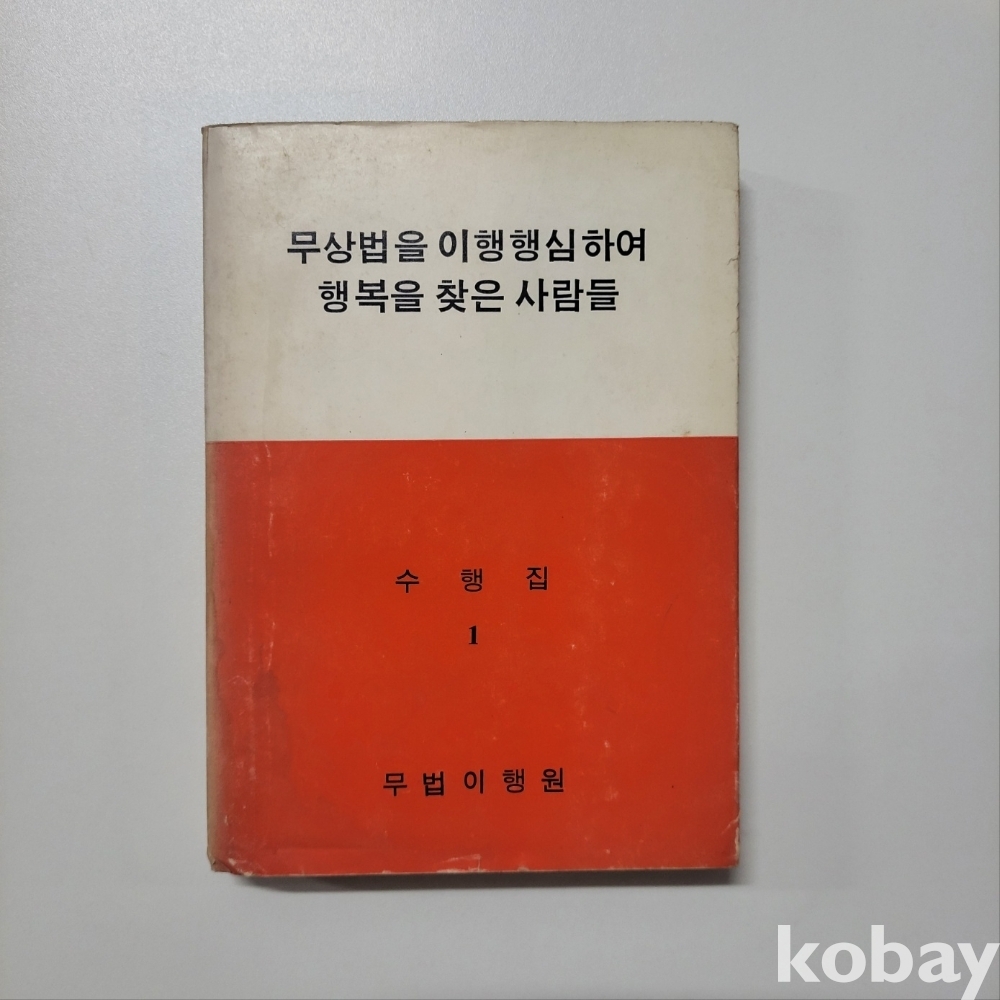 무상법을 이행행심하여
행복을 찾은 사람들
수 행 집
1
무법이행원
kobay